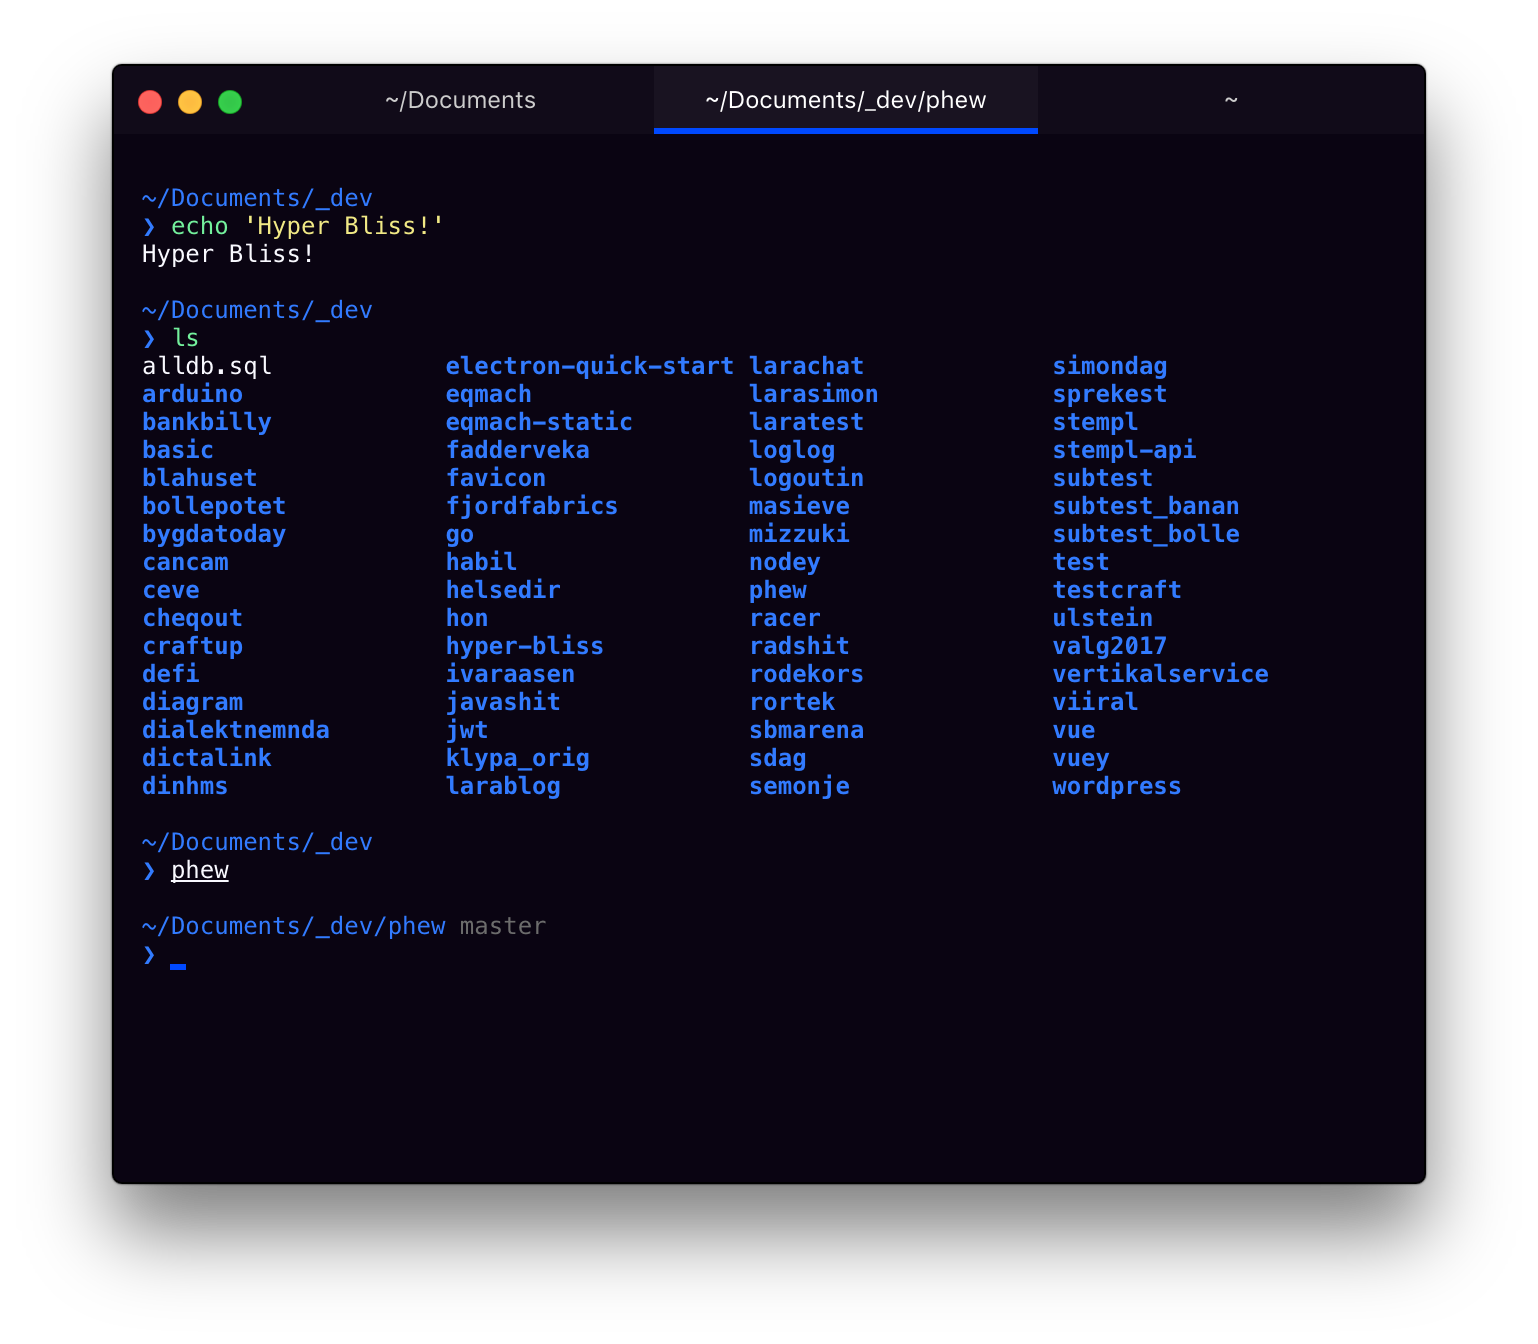 ~/Documents ~/Documents/_dev/phew ~
~/Documents/_dev
❯ echo 'Hyper Bliss!'
Hyper Bliss!
~/Documents/_dev
❯ ls
alldb.sql electron-quick-start larachat simondag
arduino eqmach larasimon sprekest
bankbilly eqmach-static laratest stempl
basic fadderveka loglog stempl-api
blahuset favicon logoutin subtest
bollepotet fjordfabrics masieve subtest_banan
bygdatoday go mizzuki subtest_bolle
cancam habil nodey test
ceve helsedir phew testcraft
cheqout hon racer ulstein
craftup hyper-bliss radshit valg2017
defi ivaraasen rodekors vertikalservice
diagram javashit rortek viiral
dialektnemnda jwt sbmarena vue
dictalink klypa_orig sdag vuey
dinhms larablog semonje wordpress
~/Documents/_dev
❯ phew
~/Documents/_dev/phew master
❯